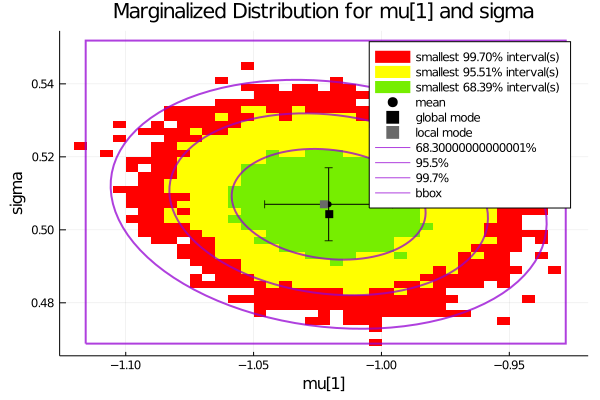 Marginalized Distribution for mu[1] and sigma
smallest 99.70% interval(s)
smallest 95.51% interval(s)
smallest 68.39% interval(s)
mean
global mode
local mode
68.30000000000001%
95.5%
99.7%
bbox
sigma
0.54
0.52
0.50
0.48
−1.10
−1.05
−1.00
−0.95
mu[1]